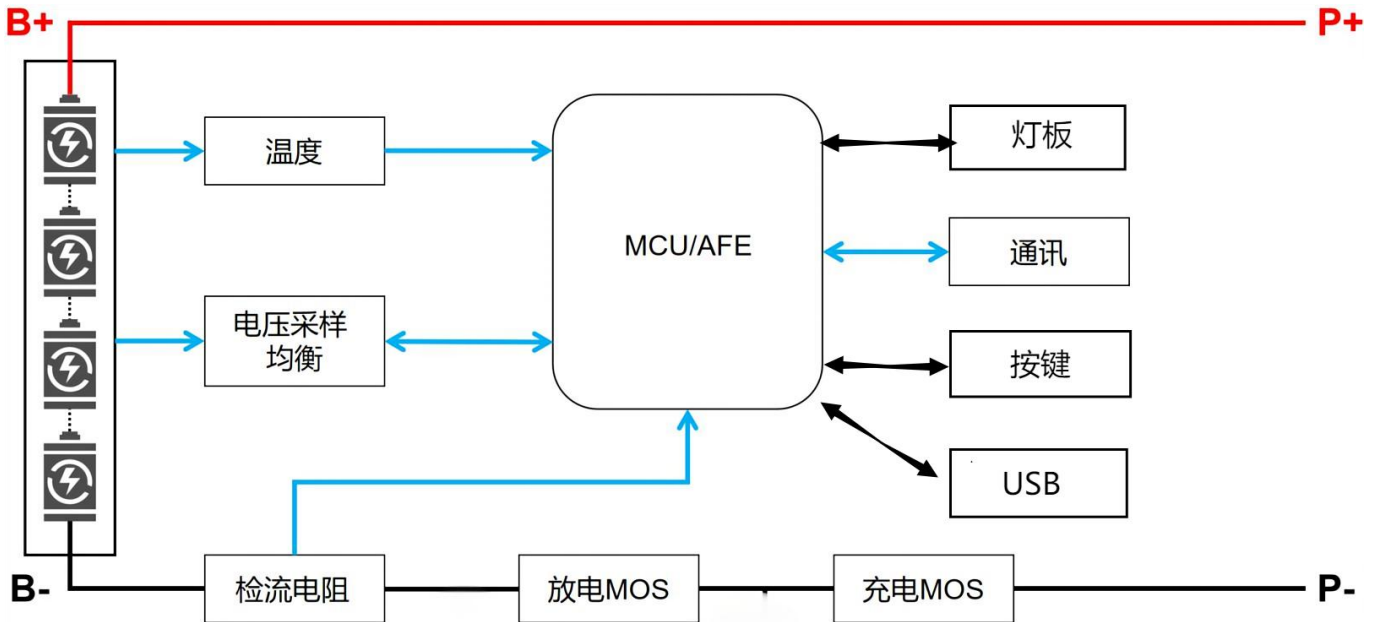 B+
P+
温度
灯板
MCU/AFE
通讯
电压采样
均衡
按键
USB
B-
检流电阻
放电MOS
充电MOS
P-